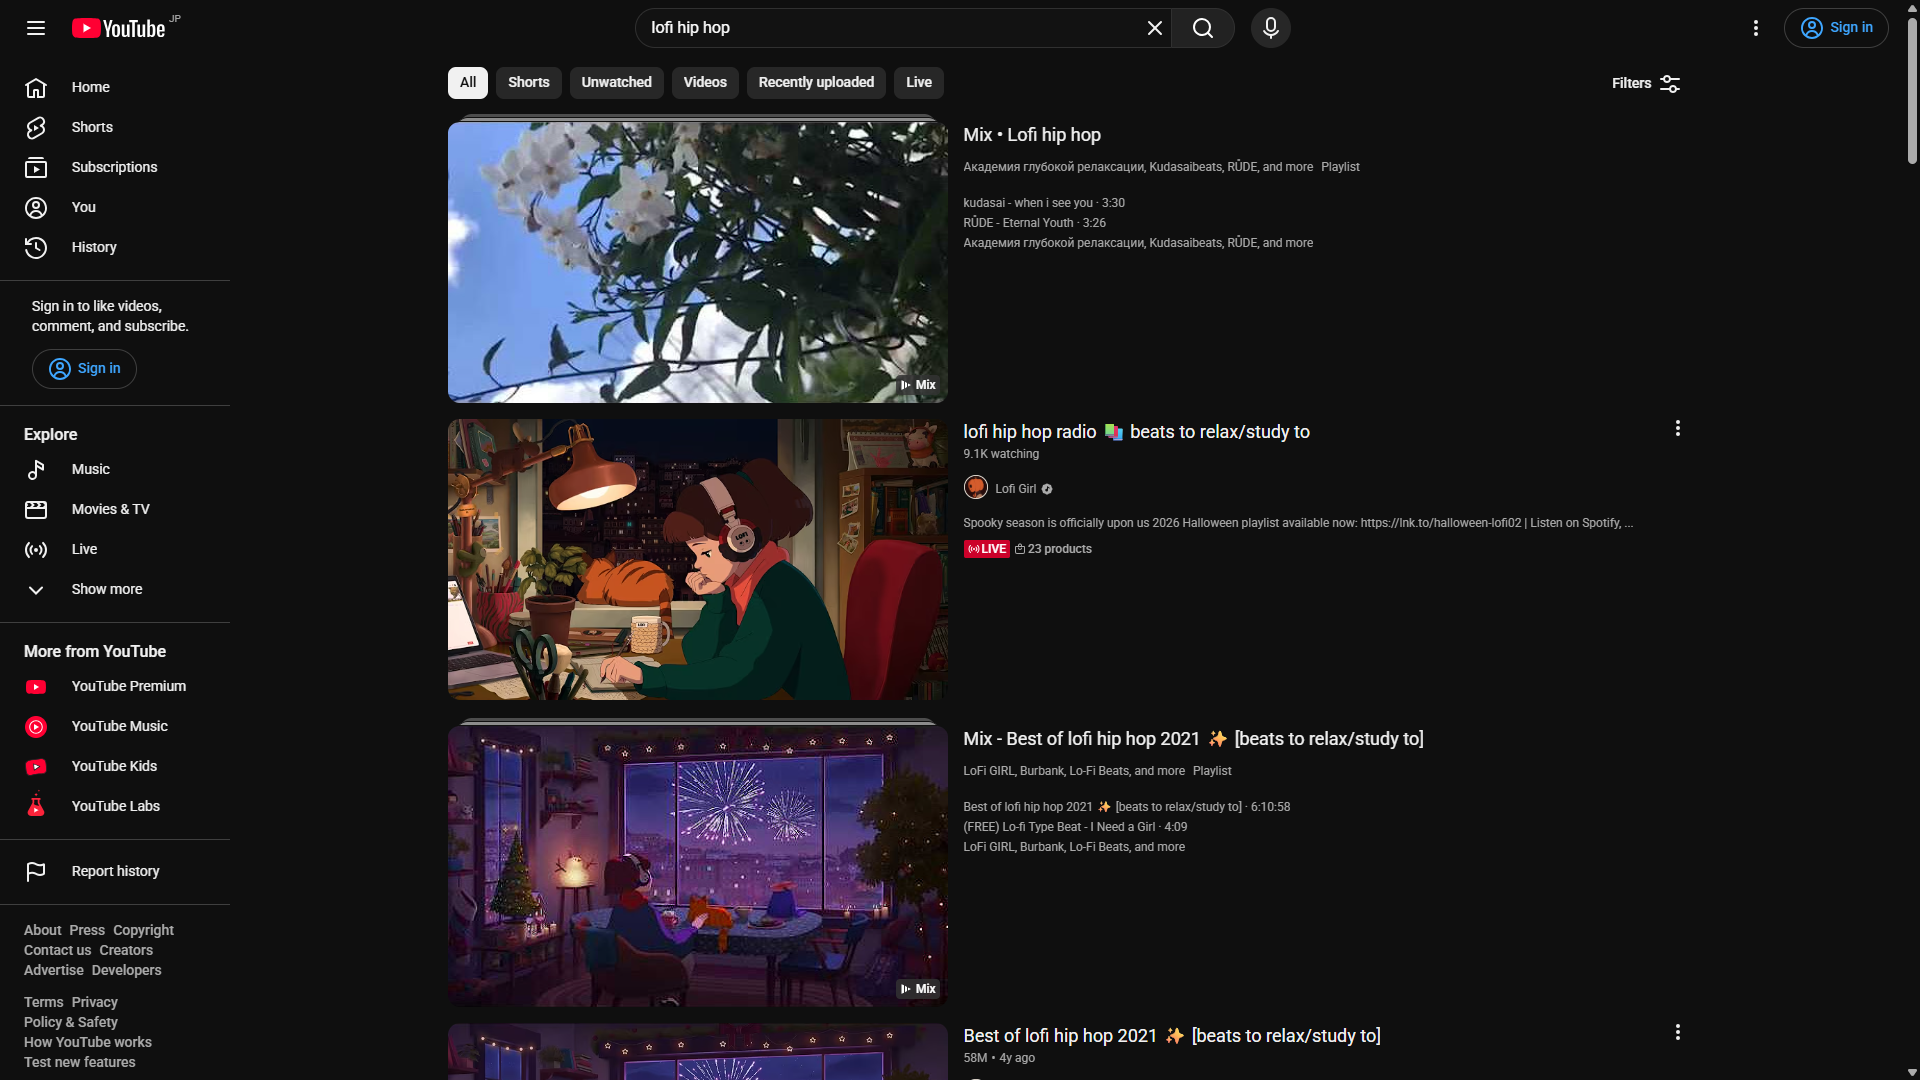 YouTube JP
lofi hip hop
Sign in
Home
Shorts
Subscriptions
You
History
Sign in to like videos,
comment, and subscribe.
Sign in
Explore
Music
Movies & TV
Live
Show more
More from YouTube
YouTube Premium
YouTube Music
YouTube Kids
YouTube Labs
Report history
About Press Copyright
Contact us Creators
Advertise Developers
Terms Privacy
Policy & Safety
How YouTube works
Test new features
All
Shorts
Unwatched
Videos
Recently uploaded
Live
Filters
Mix
Mix • Lofi hip hop
Академия глубокой релаксации, Kudasaibeats, RŮDE, and more Playlist
kudasai - when i see you · 3:30
RŮDE - Eternal Youth · 3:26
Академия глубокой релаксации, Kudasaibeats, RŮDE, and more
lofi hip hop radio 📚 beats to relax/study to
9.1K watching
Lofi Girl
Spooky season is officially upon us 2026 Halloween playlist available now: https://lnk.to/halloween-lofi02 | Listen on Spotify, ...
LIVE 23 products
Mix
Mix - Best of lofi hip hop 2021 ✨ [beats to relax/study to]
LoFi GIRL, Burbank, Lo-Fi Beats, and more Playlist
Best of lofi hip hop 2021 ✨ [beats to relax/study to] · 6:10:58
(FREE) Lo-fi Type Beat - I Need a Girl · 4:09
LoFi GIRL, Burbank, Lo-Fi Beats, and more
Best of lofi hip hop 2021 ✨ [beats to relax/study to]
58M • 4y ago